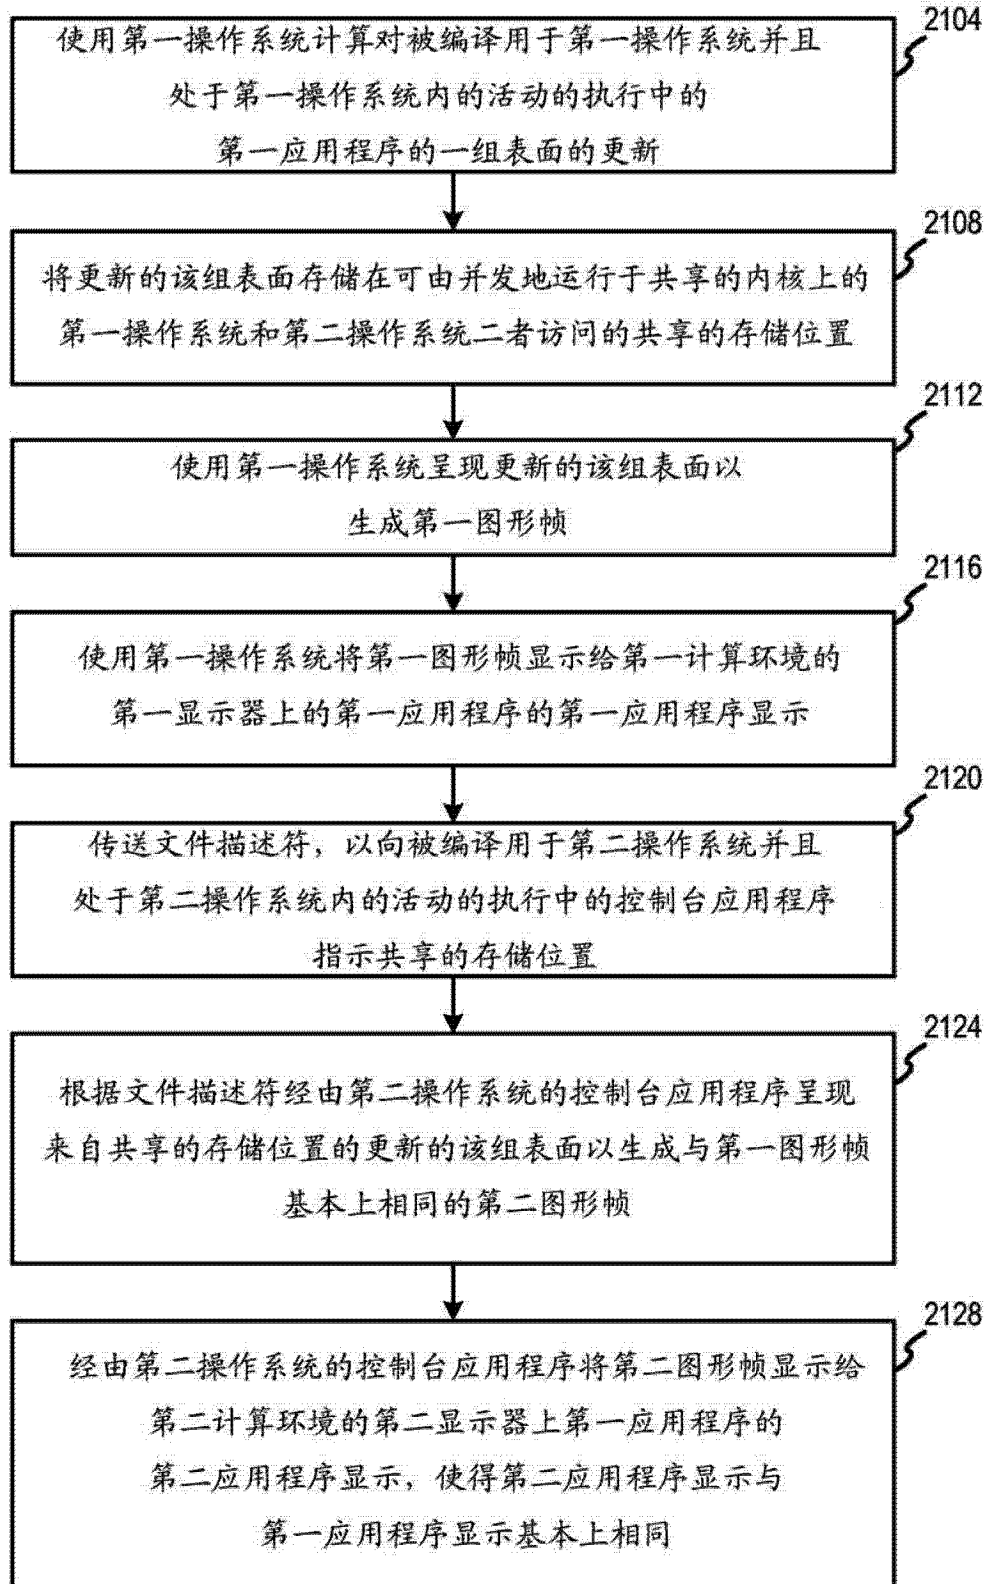 2104
使用第一操作系统计算对被编译用于第一操作系统并且
处于第一操作系统内的活动的执行中的
第一应用程序的一组表面的更新
2108
将更新的该组表面存储在可由并发地运行于共享的内核上的
第一操作系统和第二操作系统二者访问的共享的存储位置
2112
使用第一操作系统呈现更新的该组表面以
生成第一图形帧
2116
使用第一操作系统将第一图形帧显示给第一计算环境的
第一显示器上的第一应用程序的第一应用程序显示
2120
传送文件描述符，以向被编译用于第二操作系统并且
处于第二操作系统内的活动的执行中的控制台应用程序
指示共享的存储位置
2124
根据文件描述符经由第二操作系统的控制台应用程序呈现
来自共享的存储位置的更新的该组表面以生成与第一图形帧
基本上相同的第二图形帧
2128
经由第二操作系统的控制台应用程序将第二图形帧显示给
第二计算环境的第二显示器上第一应用程序的
第二应用程序显示，使得第二应用程序显示与
第一应用程序显示基本上相同